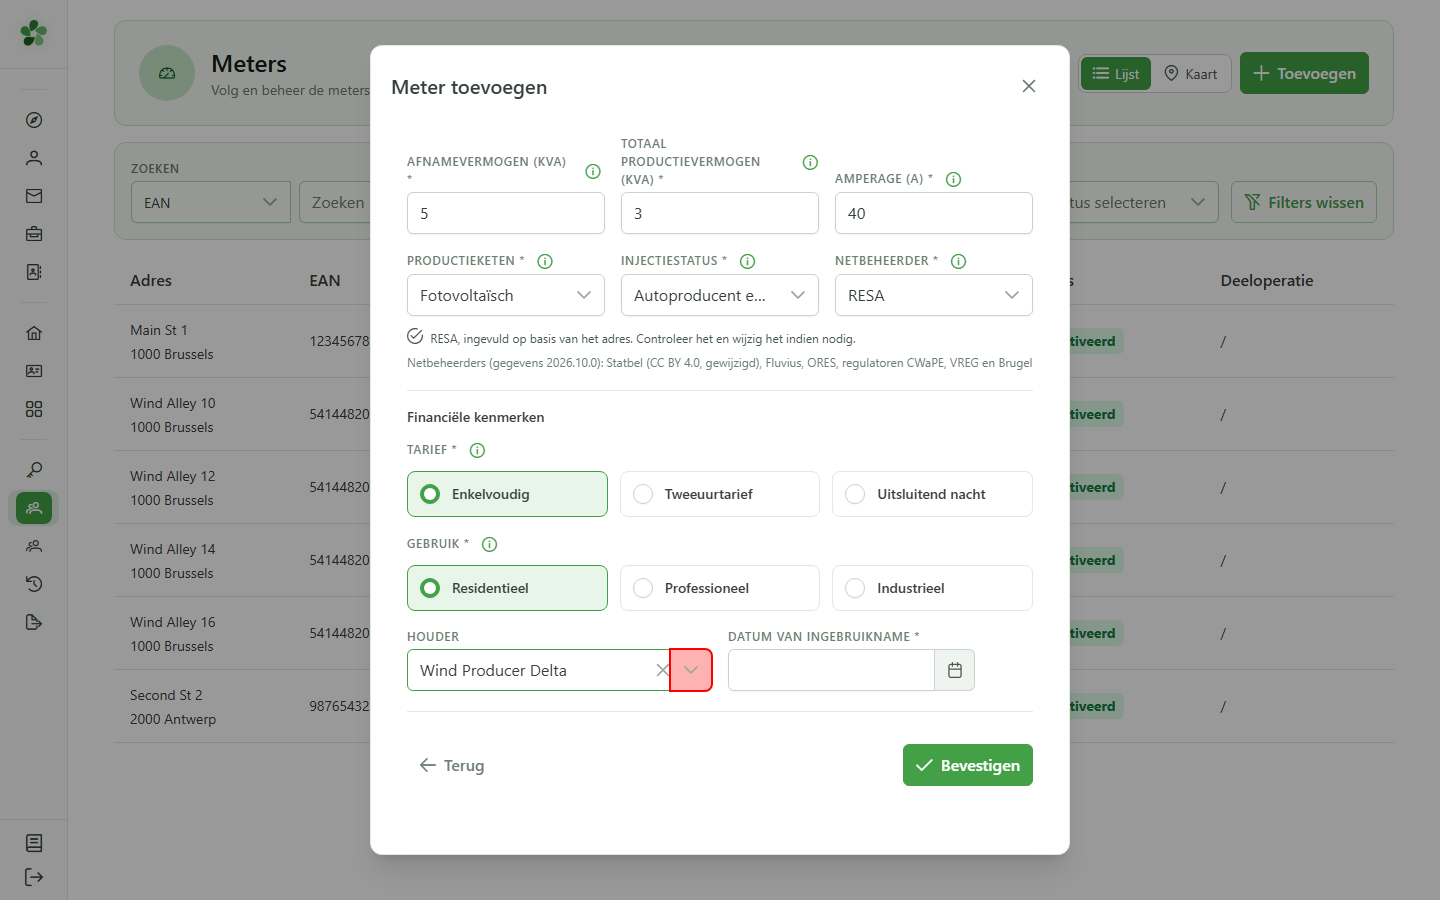 Meters
Volg en beheer de meters
Lijst
Kaart
Toevoegen
ZOEKEN
EAN
Zoeken
tus selecteren
Filters wissen
Adres
EAN
s
Deeloperatie
Main St 1
1000 Brussels
12345678
tiveerd
/
Wind Alley 10
1000 Brussels
54144820
tiveerd
/
Wind Alley 12
1000 Brussels
54144820
tiveerd
/
Wind Alley 14
1000 Brussels
54144820
tiveerd
/
Wind Alley 16
1000 Brussels
54144820
tiveerd
/
Second St 2
2000 Antwerp
98765432
tiveerd
/
Meter toevoegen
AFNAMEVERMOGEN (KVA)
*
TOTAAL
PRODUCTIEVERMOGEN
(KVA) *
AMPERAGE (A) *
5
3
40
PRODUCTIEKETEN *
INJECTIESTATUS *
NETBEHEERDER *
Fotovoltaïsch
Autoproducent e...
RESA
RESA, ingevuld op basis van het adres. Controleer het en wijzig het indien nodig.
Netbeheerders (gegevens 2026.10.0): Statbel (CC BY 4.0, gewijzigd), Fluvius, ORES, regulatoren CWaPE, VREG en Brugel
Financiële kenmerken
TARIEF *
Enkelvoudig
Tweeuurtarief
Uitsluitend nacht
GEBRUIK *
Residentieel
Professioneel
Industrieel
HOUDER
DATUM VAN INGEBRUIKNAME *
Wind Producer Delta
Terug
Bevestigen